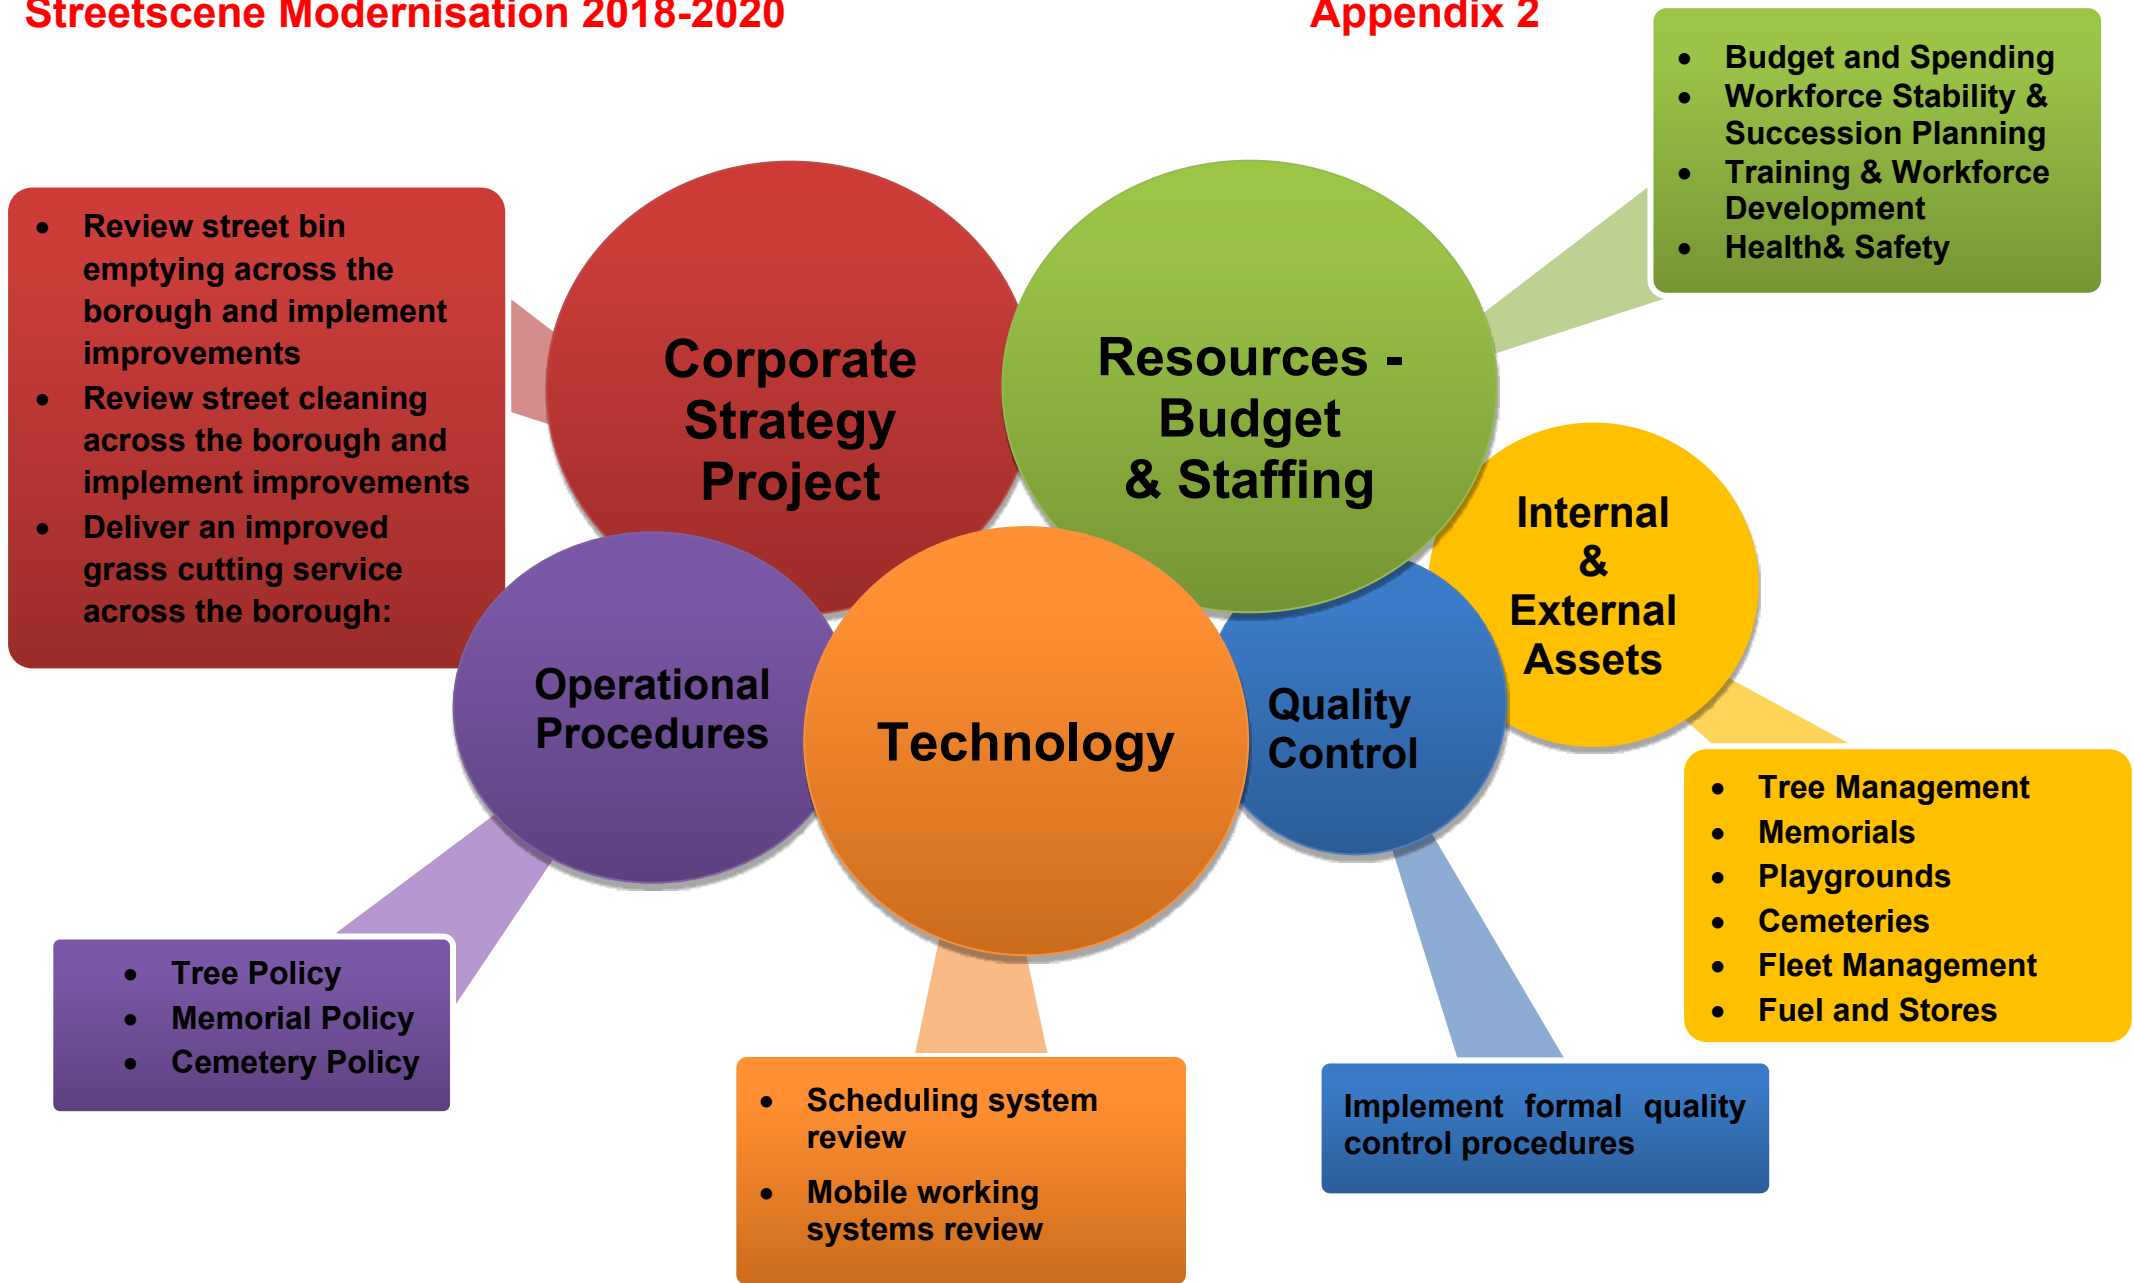 Streetscene Modernisation 2018-2020
Appendix 2
• Budget and Spending
• Workforce Stability &
Succession Planning
• Training & Workforce
Development
• Health& Safety
• Review street bin
emptying across the
borough and implement
improvements
• Review street cleaning
across the borough and
implement improvements
• Deliver an improved
grass cutting service
across the borough:
Corporate
Strategy
Project
Resources -
Budget
& Staffing
Internal
&
External
Assets
Operational
Procedures
Technology
Quality
Control
• Tree Management
• Memorials
• Playgrounds
• Cemeteries
• Fleet Management
• Fuel and Stores
• Tree Policy
• Memorial Policy
• Cemetery Policy
• Scheduling system
review
• Mobile working
systems review
Implement formal quality
control procedures